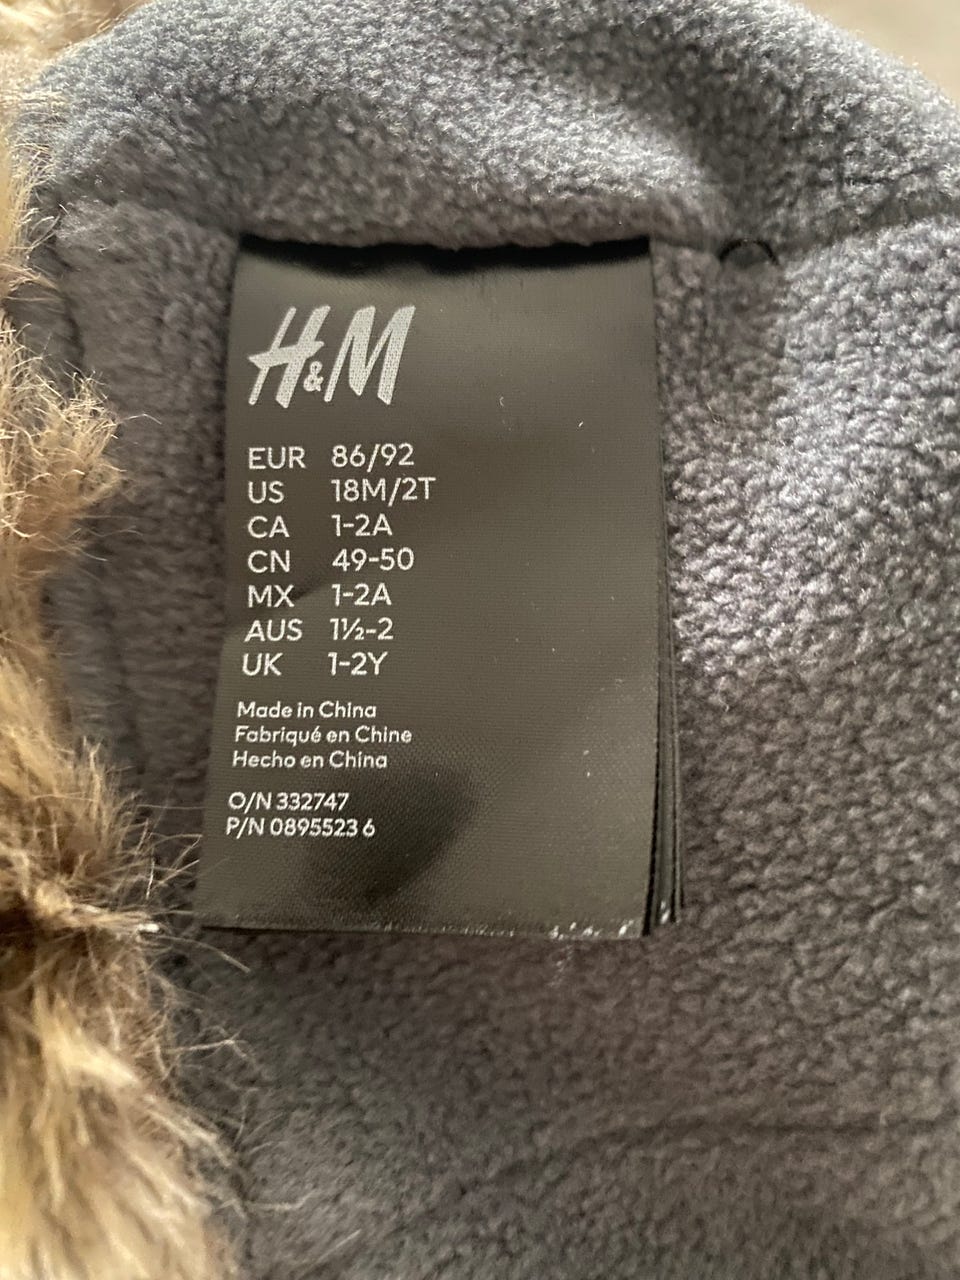 H&M
EUR 86/92
US 18M/2T
CA 1-2A
CN 49-50
MX 1-2A
AUS 1½-2
UK 1-2Y
Made in China
Fabriqué en Chine
Hecho en China
O/N 332747
P/N 0895523 6